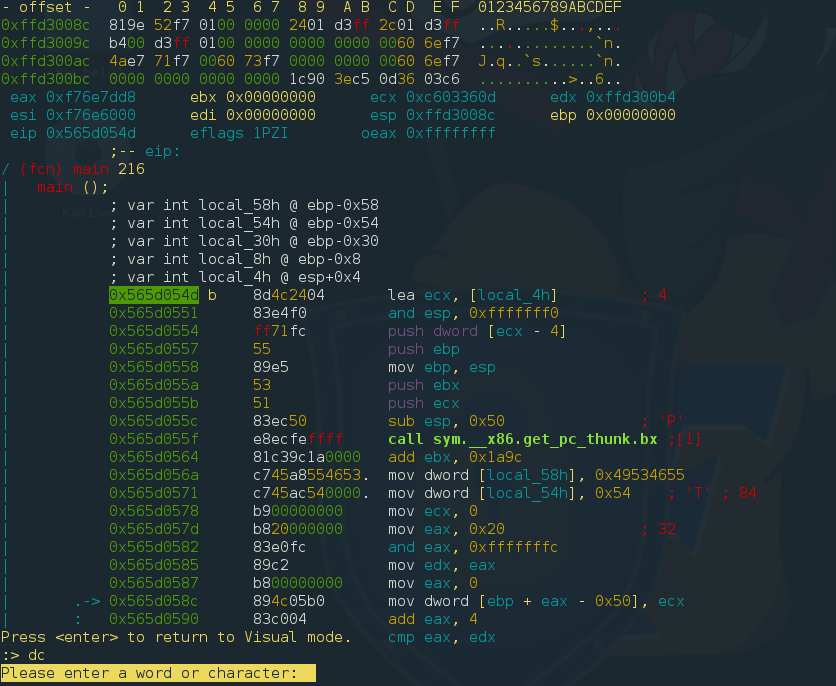 - offset -   0 1  2 3  4 5  6 7  8 9  A B  C D  E F  0123456789ABCDEF
0xffd3008c  819e 52f7 0100 0000 2401 d3ff 2c01 d3ff  ..R.....$...,...
0xffd3009c  b400 d3ff 0100 0000 0000 0000 0060 6ef7  .............`n.
0xffd300ac  4ae7 71f7 0060 73f7 0000 0000 0060 6ef7  J.q..`s......`n.
0xffd300bc  0000 0000 0000 0000 1c90 3ec5 0d36 03c6  ..........>..6..
eax 0xf76e7dd8      ebx 0x00000000      ecx 0xc603360d      edx 0xffd300b4
esi 0xf76e6000      edi 0x00000000      esp 0xffd3008c      ebp 0x00000000
eip 0x565d054d      eflags 1PZI        oeax 0xffffffff
;-- eip:
/ (fcn) main 216
|   main ();
|           ; var int local_58h @ ebp-0x58
|           ; var int local_54h @ ebp-0x54
|           ; var int local_30h @ ebp-0x30
|           ; var int local_8h @ ebp-0x8
|           ; var int local_4h @ esp+0x4
|           0x565d054d b    8d4c2404       lea ecx, [local_4h]         ; 4
|           0x565d0551      83e4f0         and esp, 0xfffffff0
|           0x565d0554      ff71fc         push dword [ecx - 4]
|           0x565d0557      55             push ebp
|           0x565d0558      89e5           mov ebp, esp
|           0x565d055a      53             push ebx
|           0x565d055b      51             push ecx
|           0x565d055c      83ec50         sub esp, 0x50               ; 'P'
|           0x565d055f      e8ecfeffff     call sym.__x86.get_pc_thunk.bx ;[1]
|           0x565d0564      81c39c1a0000   add ebx, 0x1a9c
|           0x565d056a      c745a8554653.  mov dword [local_58h], 0x49534655
|           0x565d0571      c745ac540000.  mov dword [local_54h], 0x54    ; 'T' ; 84
|           0x565d0578      b900000000     mov ecx, 0
|           0x565d057d      b820000000     mov eax, 0x20               ; 32
|           0x565d0582      83e0fc         and eax, 0xfffffffc
|           0x565d0585      89c2           mov edx, eax
|           0x565d0587      b800000000     mov eax, 0
|       .-> 0x565d058c      894c05b0       mov dword [ebp + eax - 0x50], ecx
|       :   0x565d0590      83c004         add eax, 4
Press <enter> to return to Visual mode.    cmp eax, edx
:> dc
Please enter a word or character: